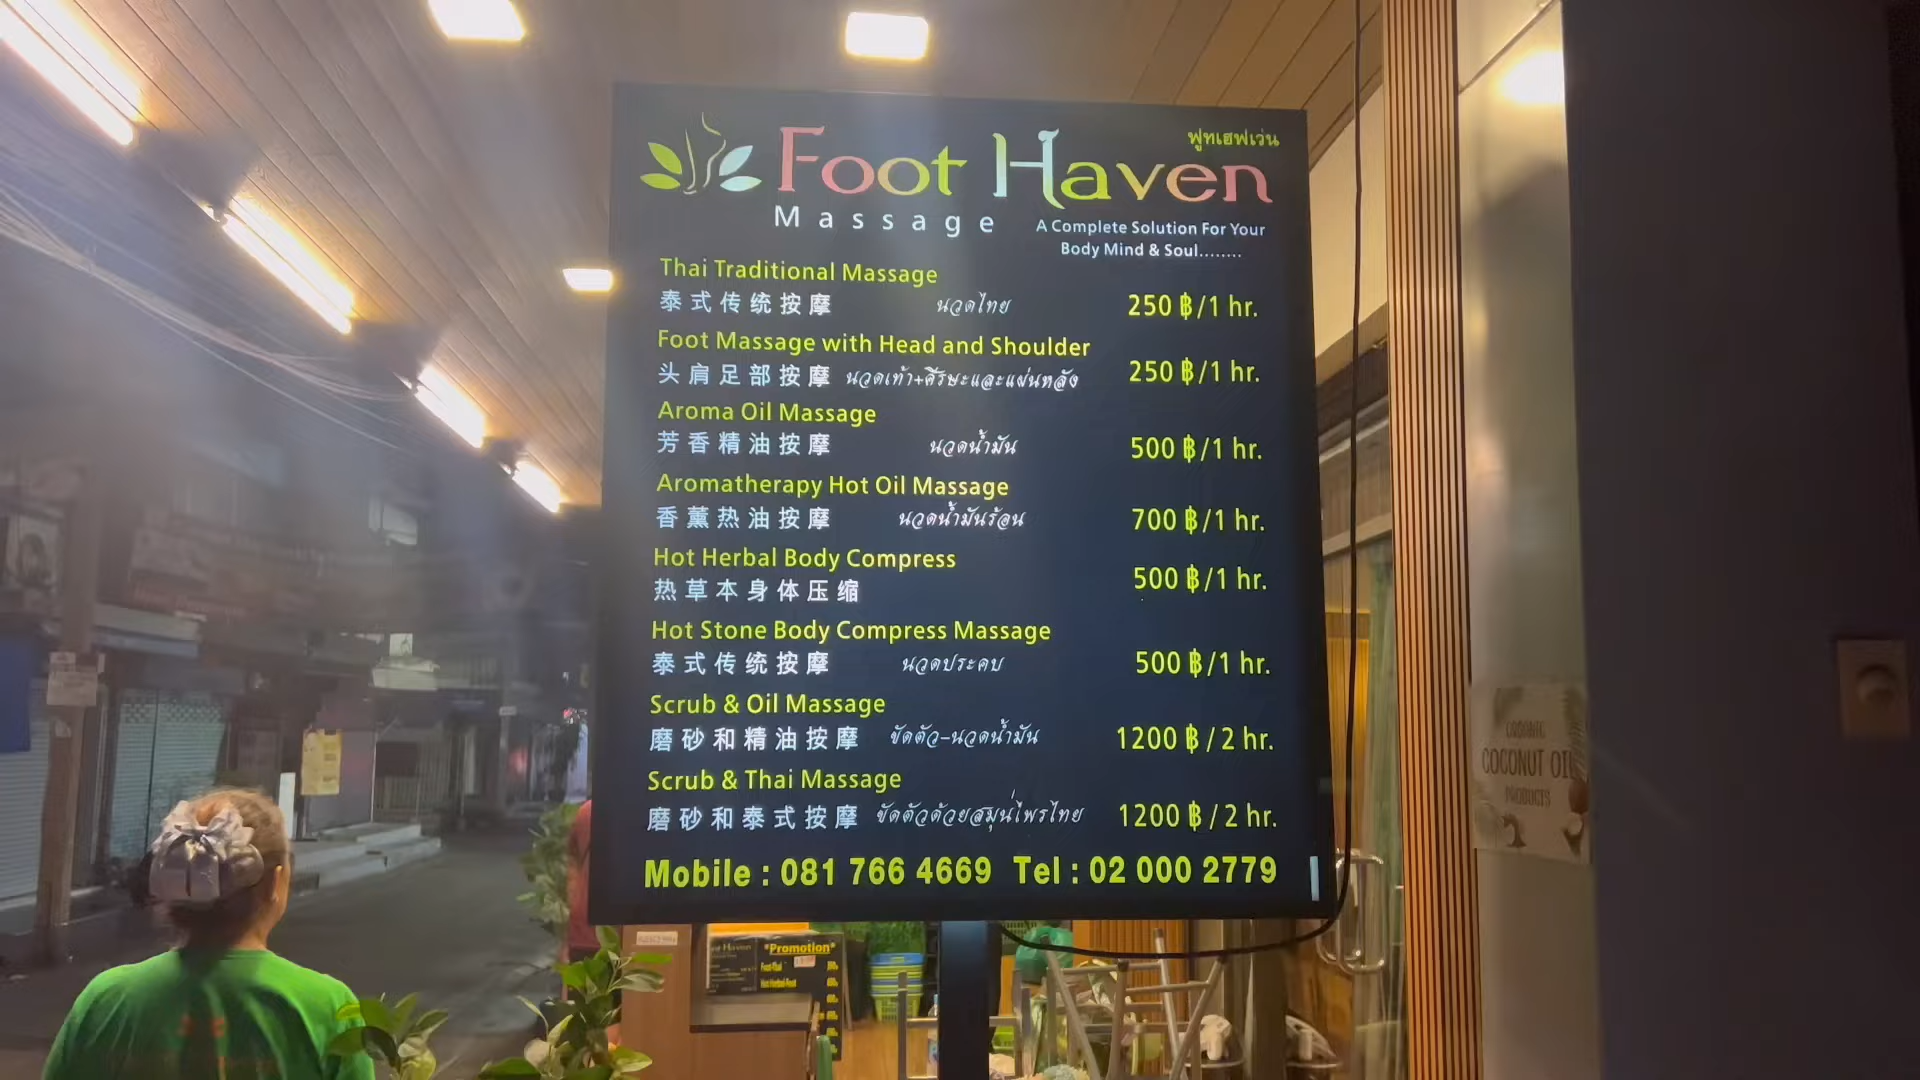 ฟูทเฮฟเว่น
Foot Haven
Massage
A Complete Solution For Your
Body Mind & Soul........
Thai Traditional Massage
泰式传统按摩 นวดไทย 250 ฿/1 hr.
Foot Massage with Head and Shoulder
头肩足部按摩 นวดเท้า+ศีรษะและแผ่นหลัง 250 ฿/1 hr.
Aroma Oil Massage
芳香精油按摩 นวดน้ำมัน 500 ฿/1 hr.
Aromatherapy Hot Oil Massage
香薰热油按摩 นวดน้ำมันร้อน 700 ฿/1 hr.
Hot Herbal Body Compress
热草本身体压缩 500 ฿/1 hr.
Hot Stone Body Compress Massage
泰式传统按摩 นวดประคบ 500 ฿/1 hr.
Scrub & Oil Massage
磨砂和精油按摩 ขัดตัว-นวดน้ำมัน 1200 ฿ / 2 hr.
Scrub & Thai Massage
磨砂和泰式按摩 ขัดตัวด้วยสมุนไพรไทย 1200 ฿ / 2 hr.
Mobile : 081 766 4669 Tel : 02 000 2779
ORGANIC
COCONUT OIL
PRODUCTS
*Promotion*